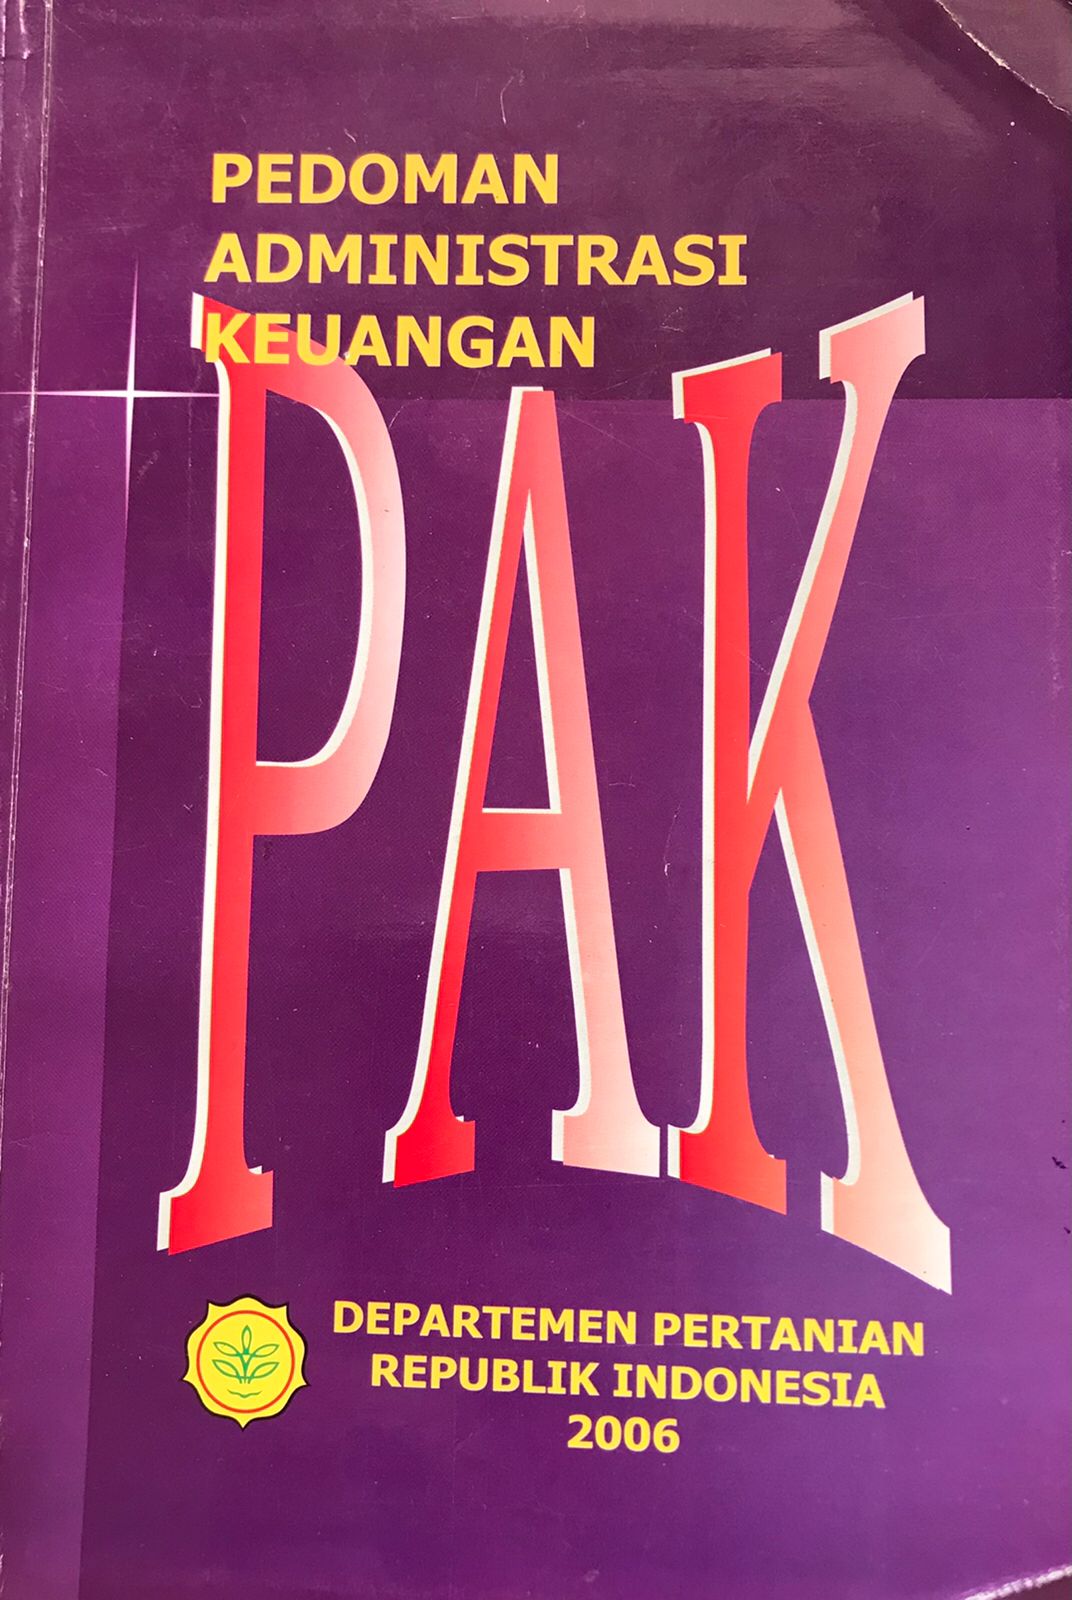 PEDOMAN
ADMINISTRASI
KEUANGAN
PAK
DEPARTEMEN PERTANIAN
REPUBLIK INDONESIA
2006